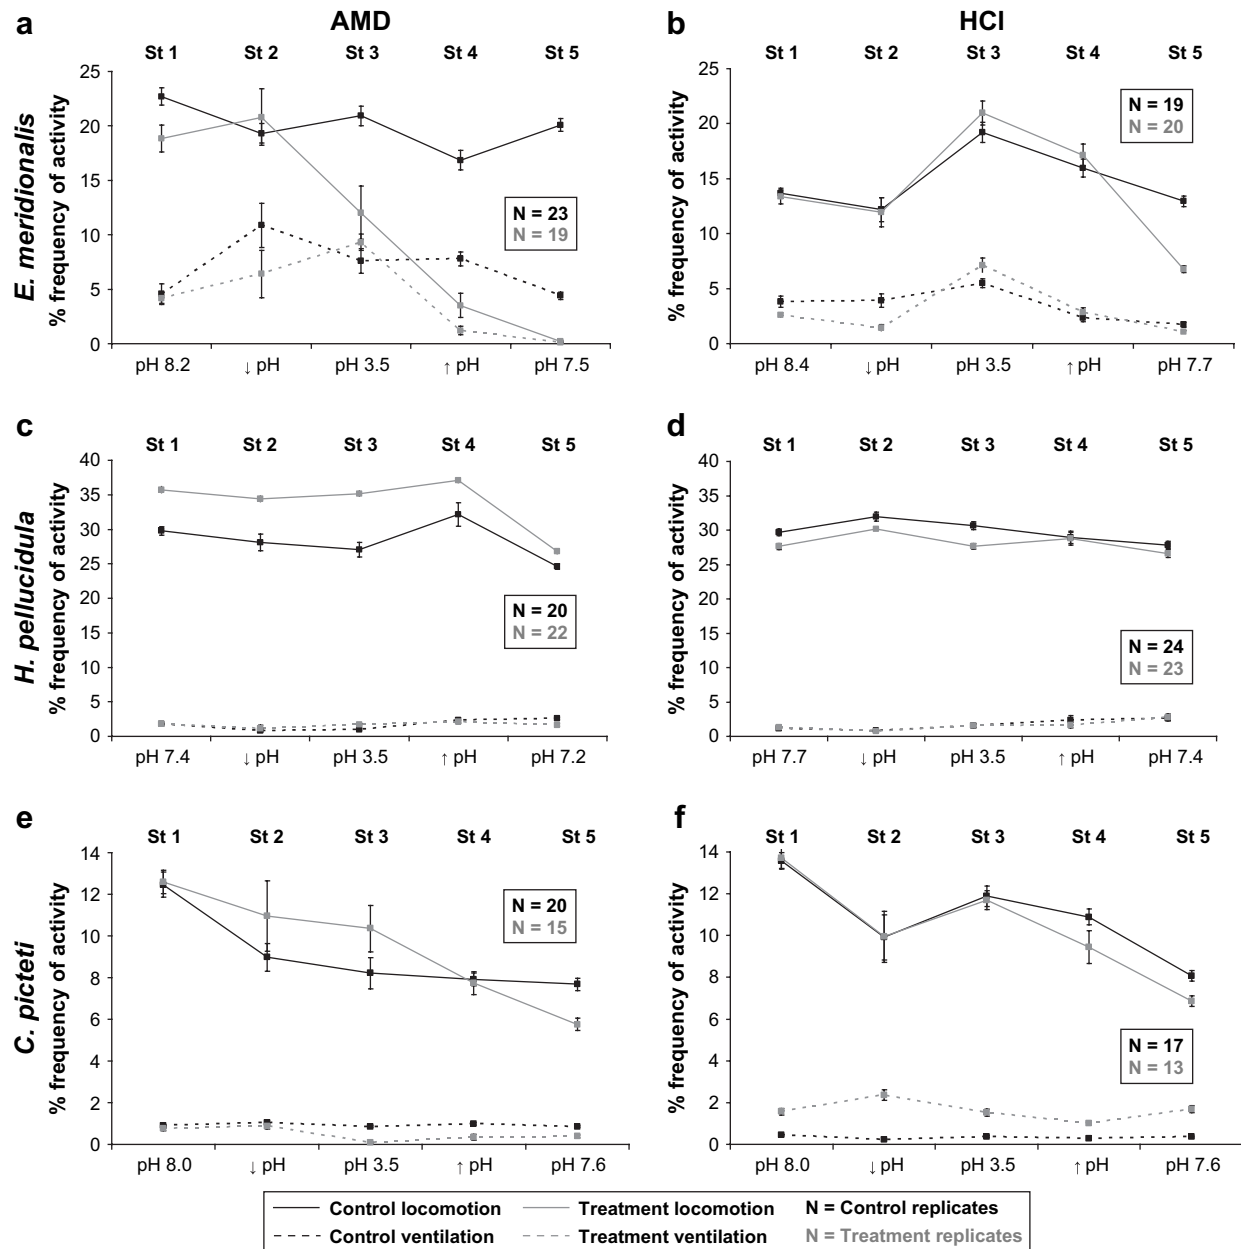 AMD
HCl
a
St 1 St 2 St 3 St 4 St 5
E. meridionalis
% frequency of activity
25
20
15
10
5
0
N = 23
N = 19
pH 8.2 ↓ pH pH 3.5 ↑ pH pH 7.5
b
St 1 St 2 St 3 St 4 St 5
% frequency of activity
25
20
15
10
5
0
N = 19
N = 20
pH 8.4 ↓ pH pH 3.5 ↑ pH pH 7.7
c
St 1 St 2 St 3 St 4 St 5
H. pellucidula
% frequency of activity
40
35
30
25
20
15
10
5
0
N = 20
N = 22
pH 7.4 ↓ pH pH 3.5 ↑ pH pH 7.2
d
St 1 St 2 St 3 St 4 St 5
% frequency of activity
40
35
30
25
20
15
10
5
0
N = 24
N = 23
pH 7.7 ↓ pH pH 3.5 ↑ pH pH 7.4
e
St 1 St 2 St 3 St 4 St 5
C. picteti
% frequency of activity
14
12
10
8
6
4
2
0
N = 20
N = 15
pH 8.0 ↓ pH pH 3.5 ↑ pH pH 7.6
f
St 1 St 2 St 3 St 4 St 5
% frequency of activity
14
12
10
8
6
4
2
0
N = 17
N = 13
pH 8.0 ↓ pH pH 3.5 ↑ pH pH 7.6
Control locomotion Treatment locomotion N = Control replicates
Control ventilation Treatment ventilation N = Treatment replicates